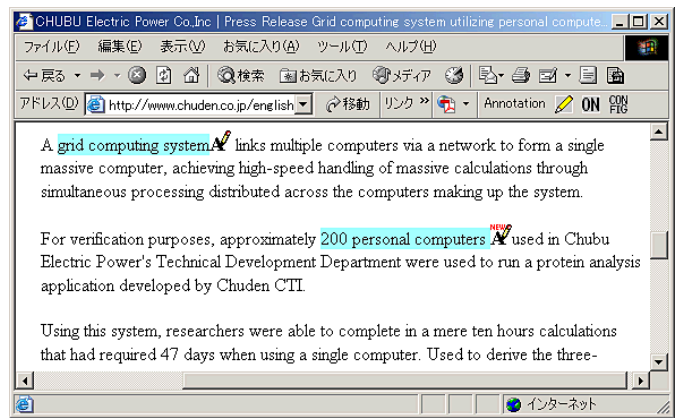 CHUBU Electric Power Co.,Inc | Press Release Grid computing system utilizing personal compute...
ファイル(F) 編集(E) 表示(V) お気に入り(A) ツール(T) ヘルプ(H)
戻る 検索 お気に入り メディア
アドレス(D) http://www.chuden.co.jp/english 移動 リンク » Annotation ON CONFIG
A grid computing system links multiple computers via a network to form a single
massive computer, achieving high-speed handling of massive calculations through
simultaneous processing distributed across the computers making up the system.
NEW
For verification purposes, approximately 200 personal computers used in Chubu
Electric Power's Technical Development Department were used to run a protein analysis
application developed by Chuden CTI.
Using this system, researchers were able to complete in a mere ten hours calculations
that had required 47 days when using a single computer. Used to derive the three-
インターネット